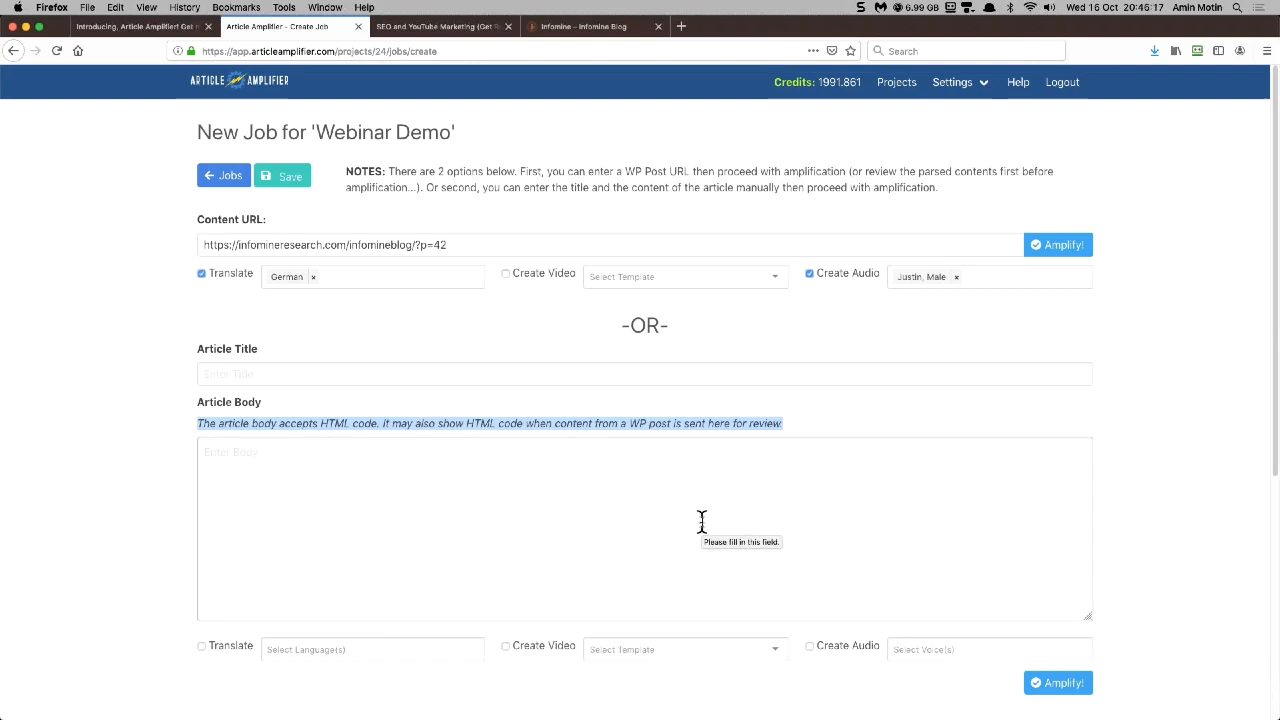 Firefox File Edit View History Bookmarks Tools Window Help
6.99 GB Wed 16 Oct 20:46:17 Amin Motin
Introducing, Article Amplifier! Get m
Article Amplifier - Create Job
SEO and YouTube Marketing (Get R
Infomine – Infomine Blog
https://app.articleamplifier.com/projects/24/jobs/create
Search
ARTICLE AMPLIFIER
Credits: 1991.861 Projects Settings Help Logout
New Job for 'Webinar Demo'
Jobs
Save
NOTES: There are 2 options below. First, you can enter a WP Post URL then proceed with amplification (or review the parsed contents first before
amplification...). Or second, you can enter the title and the content of the article manually then proceed with amplification.
Content URL:
https://infomineresearch.com/infomineblog/?p=42
Amplify!
Translate German × Create Video Select Template Create Audio Justin, Male ×
-OR-
Article Title
Enter Title
Article Body
The article body accepts HTML code. It may also show HTML code when content from a WP post is sent here for review.
Enter Body
Please fill in this field.
Translate Select Language(s) Create Video Select Template Create Audio Select Voice(s)
Amplify!